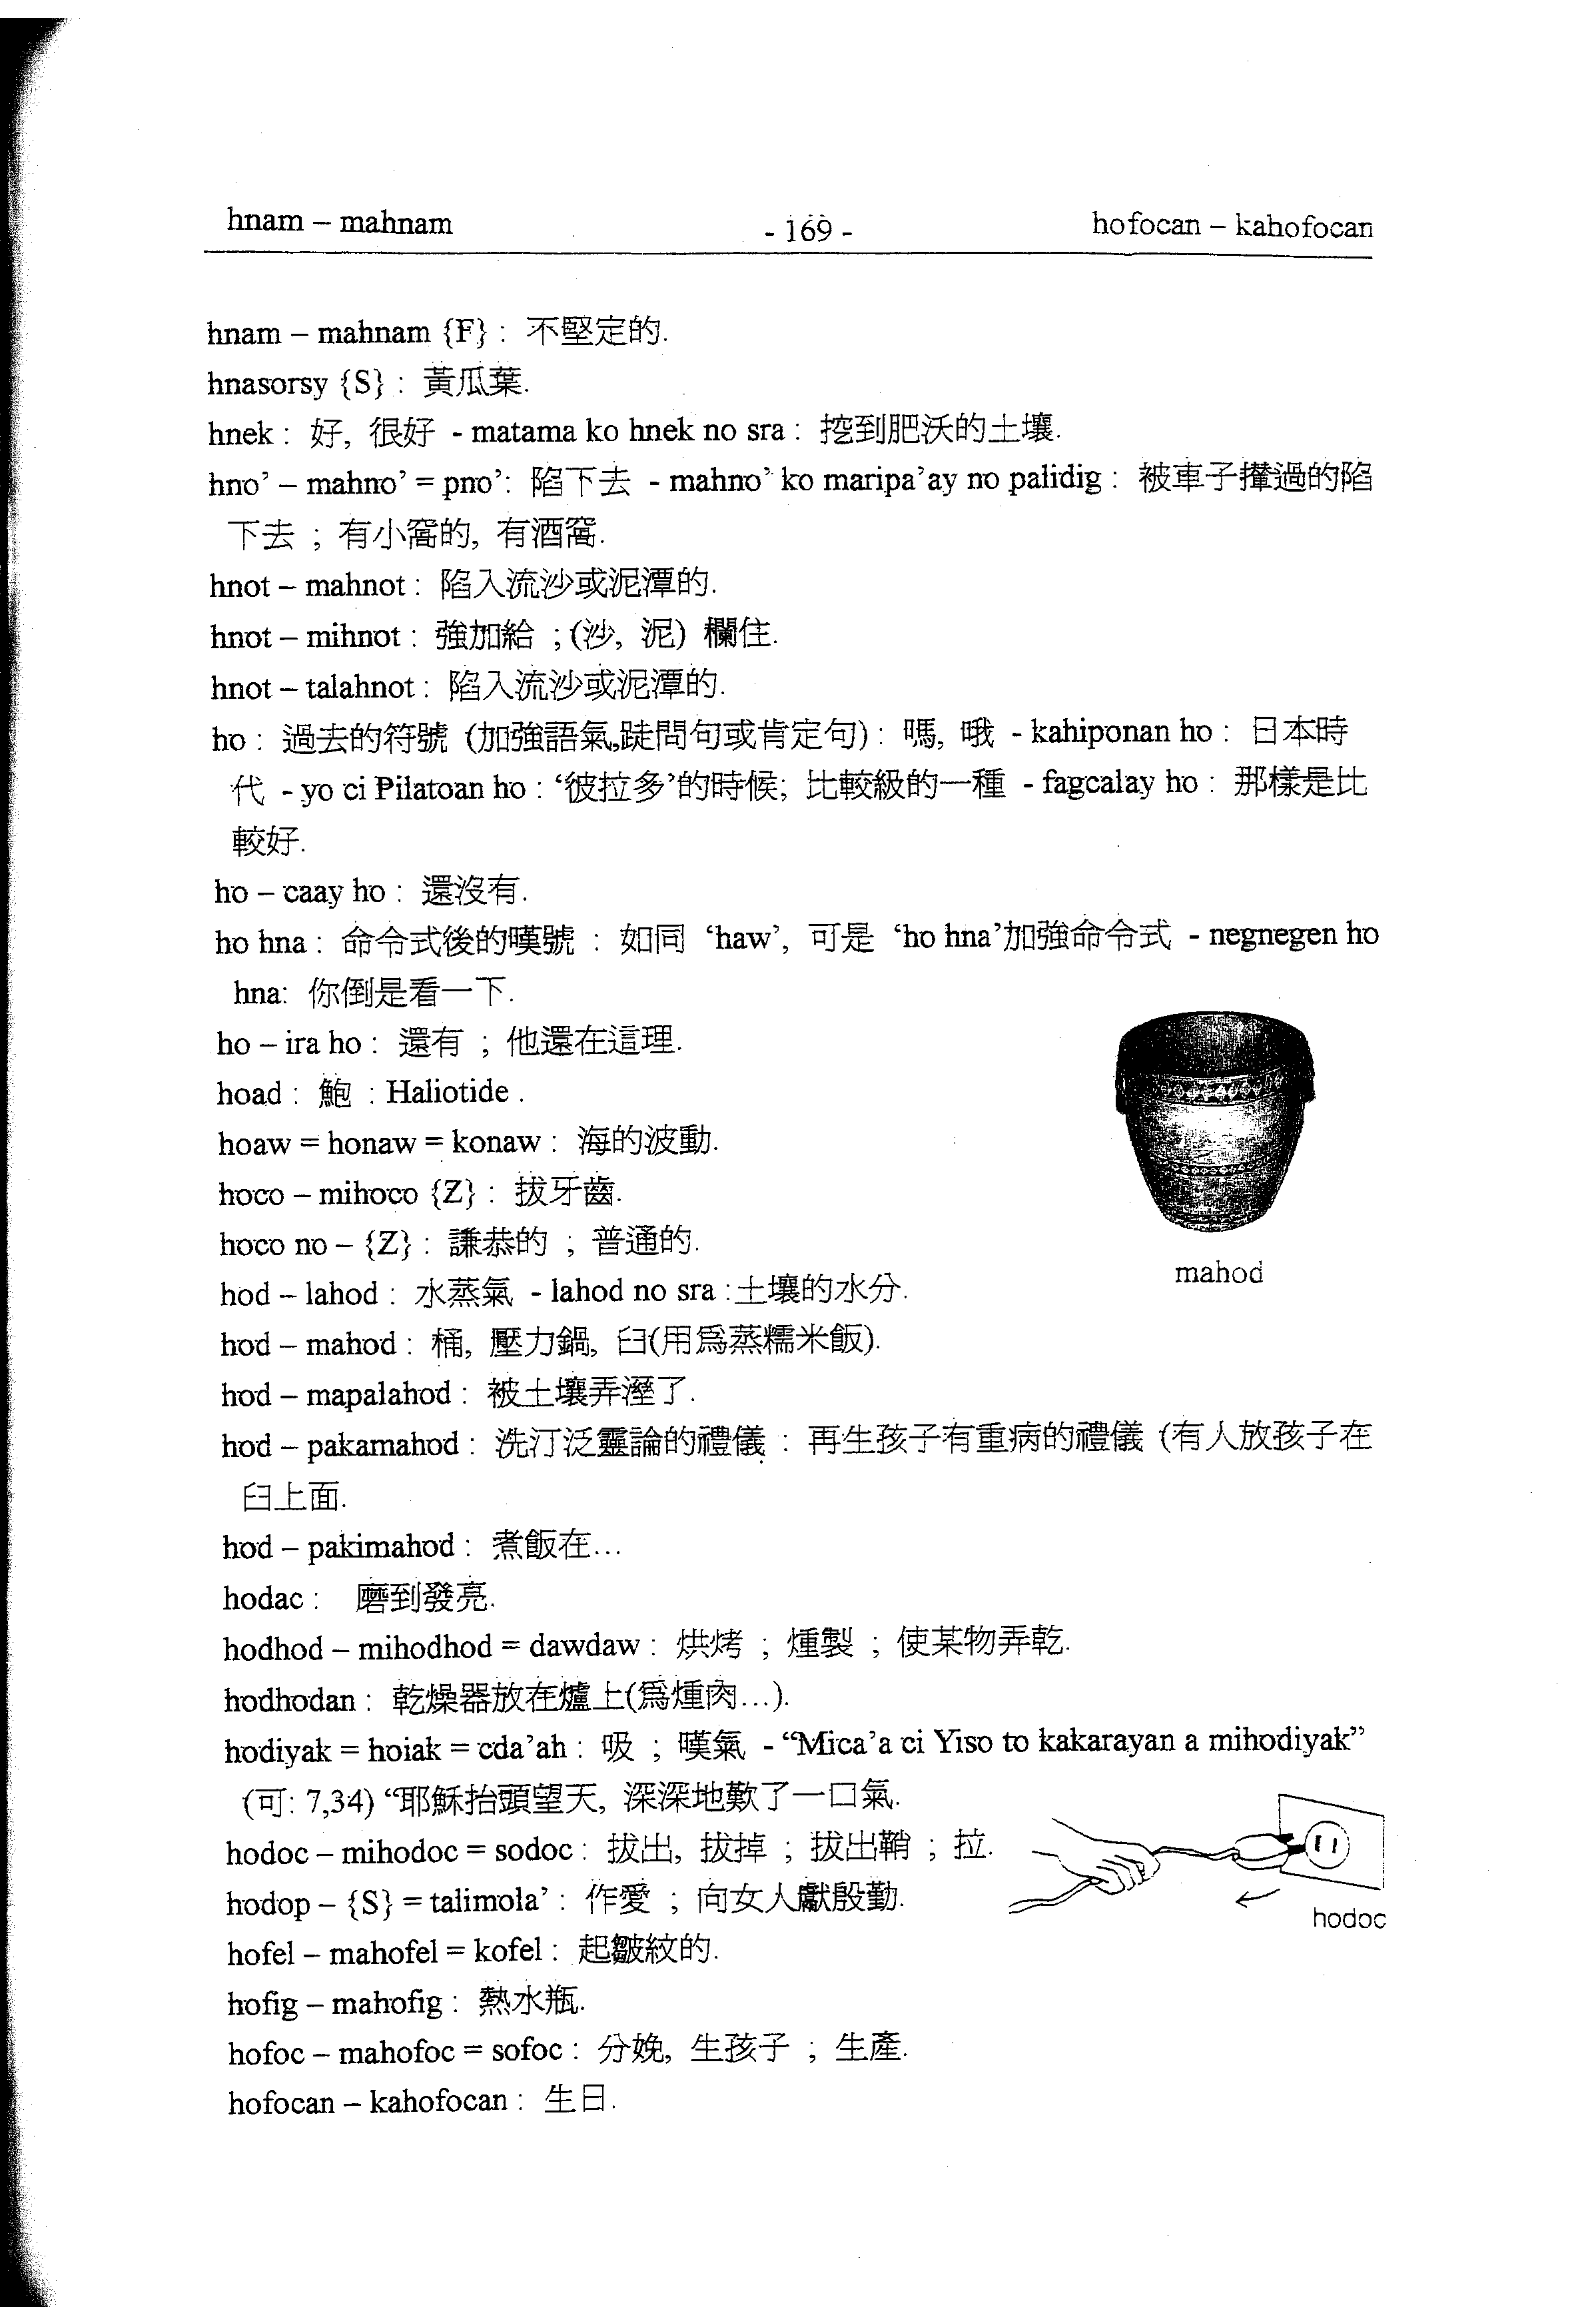 hnam – mahnam - 169 - hofocan – kahofocan
hnam – mahnam {F} : 不堅定的.
hnasorsy {S} : 黃瓜葉.
hnek : 好, 很好 - matama ko hnek no sra : 挖到肥沃的土壤.
hno’ – mahno’ = pno’: 陷下去 - mahno’ ko maripa’ay no palidig : 被車子攆過的陷
下去 ; 有小窩的, 有酒窩.
hnot – mahnot : 陷入流沙或泥潭的.
hnot – mihnot : 強加給 ; (沙, 泥) 欄住.
hnot – talahnot : 陷入流沙或泥潭的.
ho : 過去的符號 (加強語氣,疑問句或肯定句) : 嗎, 哦 - kahiponan ho : 日本時
代 - yo ci Pilatoan ho : ‘彼拉多’的時候; 比較級的一種 - fagcalay ho : 那樣是比
較好.
ho – caay ho : 還沒有.
ho hna : 命令式後的嘆號 : 如同 ‘haw’, 可是 ‘ho hna’加強命令式 - negnegen ho
hna: 你倒是看一下.
ho – ira ho : 還有 ; 他還在這理.
hoad : 鮑 : Haliotide .
hoaw = honaw = konaw : 海的波動.
hoco – mihoco {Z} : 拔牙齒.
hoco no – {Z} : 謙恭的 ; 普通的.
mahod
hod – lahod : 水蒸氣 - lahod no sra :土壤的水分.
hod – mahod : 桶, 壓力鍋, 臼(用爲蒸糯米飯).
hod – mapalahod : 被土壤弄溼了.
hod – pakamahod : 洗汀泛靈論的禮儀 : 再生孩子有重病的禮儀 (有人放孩子在
臼上面.
hod – pakimahod : 煮飯在…
hodac : 磨到發亮.
hodhod – mihodhod = dawdaw : 烘烤 ; 煄製 ; 使某物弄乾.
hodhodan : 乾燥器放在爐上(爲煄肉…).
hodiyak = hoiak = cda’ah : 吸 ; 嘆氣 - “Mica’a ci Yiso to kakarayan a mihodiyak”
(可: 7,34) “耶穌抬頭望天, 深深地歎了一口氣.
hodoc – mihodoc = sodoc : 拔出, 拔掉 ; 拔出鞘 ; 拉.
hodop – {S} = talimola’ : 作愛 ; 向女人獻殷勤.
hodoc
hofel – mahofel = kofel : 起皺紋的.
hofig – mahofig : 熱水瓶.
hofoc – mahofoc = sofoc : 分娩, 生孩子 ; 生產.
hofocan – kahofocan : 生日.